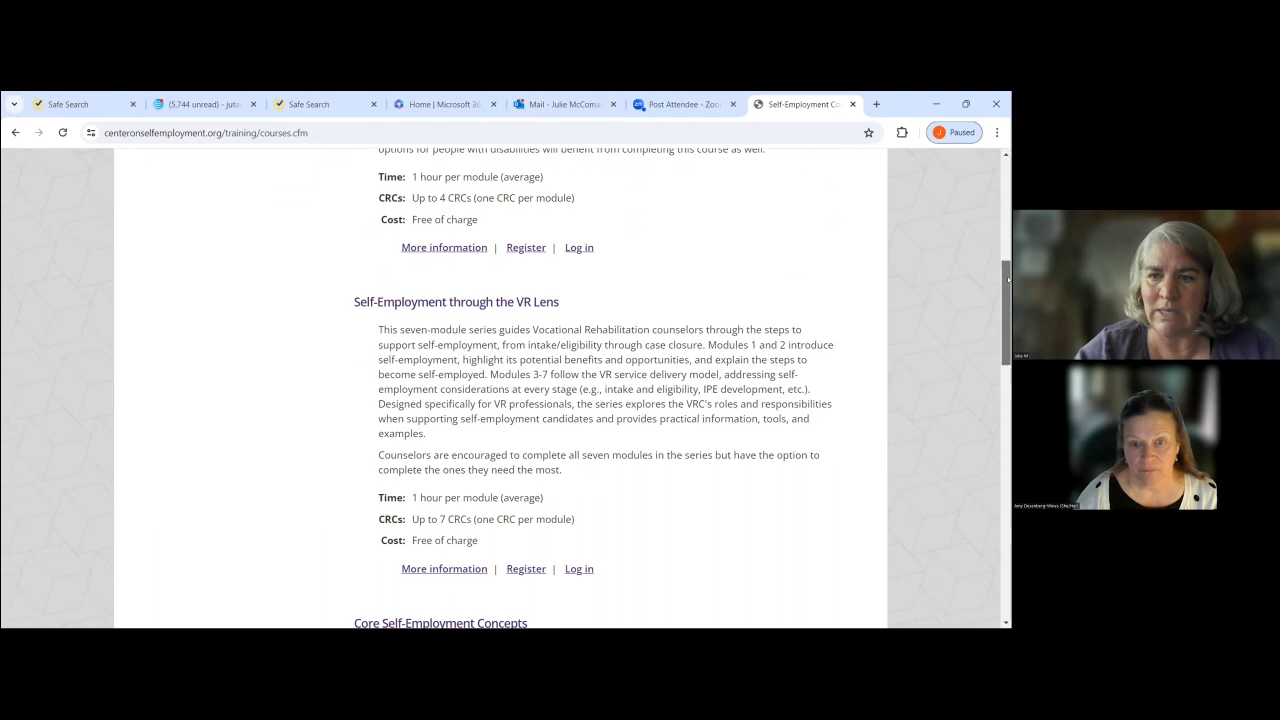 Safe Search
(5,744 unread) - juta
Safe Search
Home | Microsoft 36
Mail - Julie McComa
Post Attendee - Zoo
Self-Employment Co
centeronselfemployment.org/training/courses.cfm
J Paused
options for people with disabilities will benefit from completing this course as well.
Time: 1 hour per module (average)
CRCs: Up to 4 CRCs (one CRC per module)
Cost: Free of charge
More information | Register | Log in
Self-Employment through the VR Lens
This seven-module series guides Vocational Rehabilitation counselors through the steps to
support self-employment, from intake/eligibility through case closure. Modules 1 and 2 introduce
self-employment, highlight its potential benefits and opportunities, and explain the steps to
become self-employed. Modules 3-7 follow the VR service delivery model, addressing self-
employment considerations at every stage (e.g., intake and eligibility, IPE development, etc.).
Designed specifically for VR professionals, the series explores the VRC's roles and responsibilities
when supporting self-employment candidates and provides practical information, tools, and
examples.
Counselors are encouraged to complete all seven modules in the series but have the option to
complete the ones they need the most.
Time: 1 hour per module (average)
CRCs: Up to 7 CRCs (one CRC per module)
Cost: Free of charge
More information | Register | Log in
Core Self-Employment Concepts
Julie M
Amy Desenberg-Wines (She/Her)